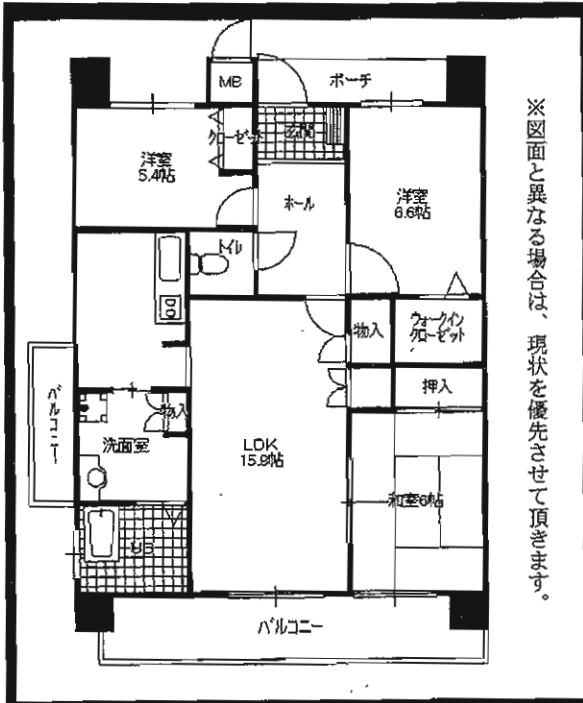 MB
ポーチ
クローゼット
玄関
洋室
5.4帖
ホール
洋室
6.6帖
トイレ
物入
ウォークイン
クローゼット
押入
バルコニー
物入
洗面室
LDK
15.9帖
和室6帖
UB
バルコニー
※図面と異なる場合は、現状を優先させて頂きます。